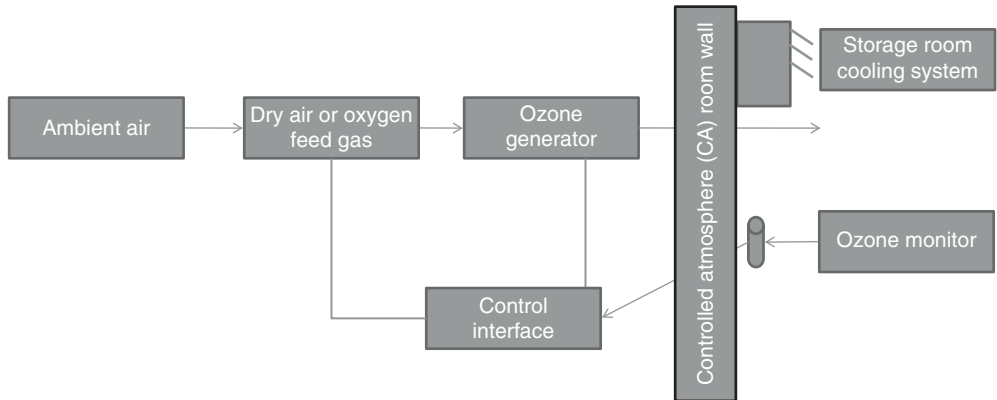 Ambient air
Dry air or oxygen
feed gas
Ozone
generator
Controlled atmosphere (CA) room wall
Storage room
cooling system
Ozone monitor
Control
interface